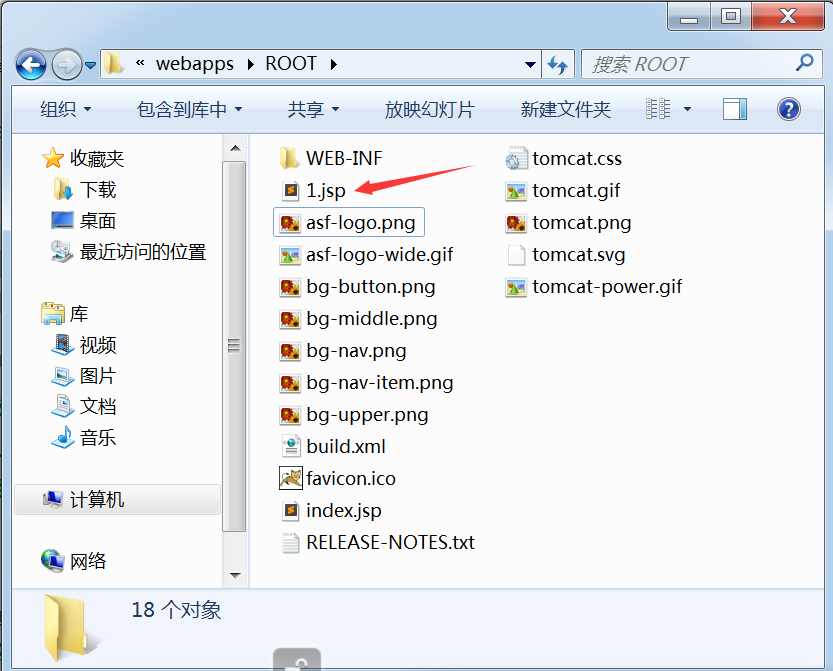 « webapps ▸ ROOT ▸
搜索 ROOT
组织 包含到库中 共享 放映幻灯片 新建文件夹
收藏夹
下载
桌面
最近访问的位置
库
视频
图片
文档
音乐
计算机
网络
WEB-INF
1.jsp
asf-logo.png
asf-logo-wide.gif
bg-button.png
bg-middle.png
bg-nav.png
bg-nav-item.png
bg-upper.png
build.xml
favicon.ico
index.jsp
RELEASE-NOTES.txt
tomcat.css
tomcat.gif
tomcat.png
tomcat.svg
tomcat-power.gif
18 个对象